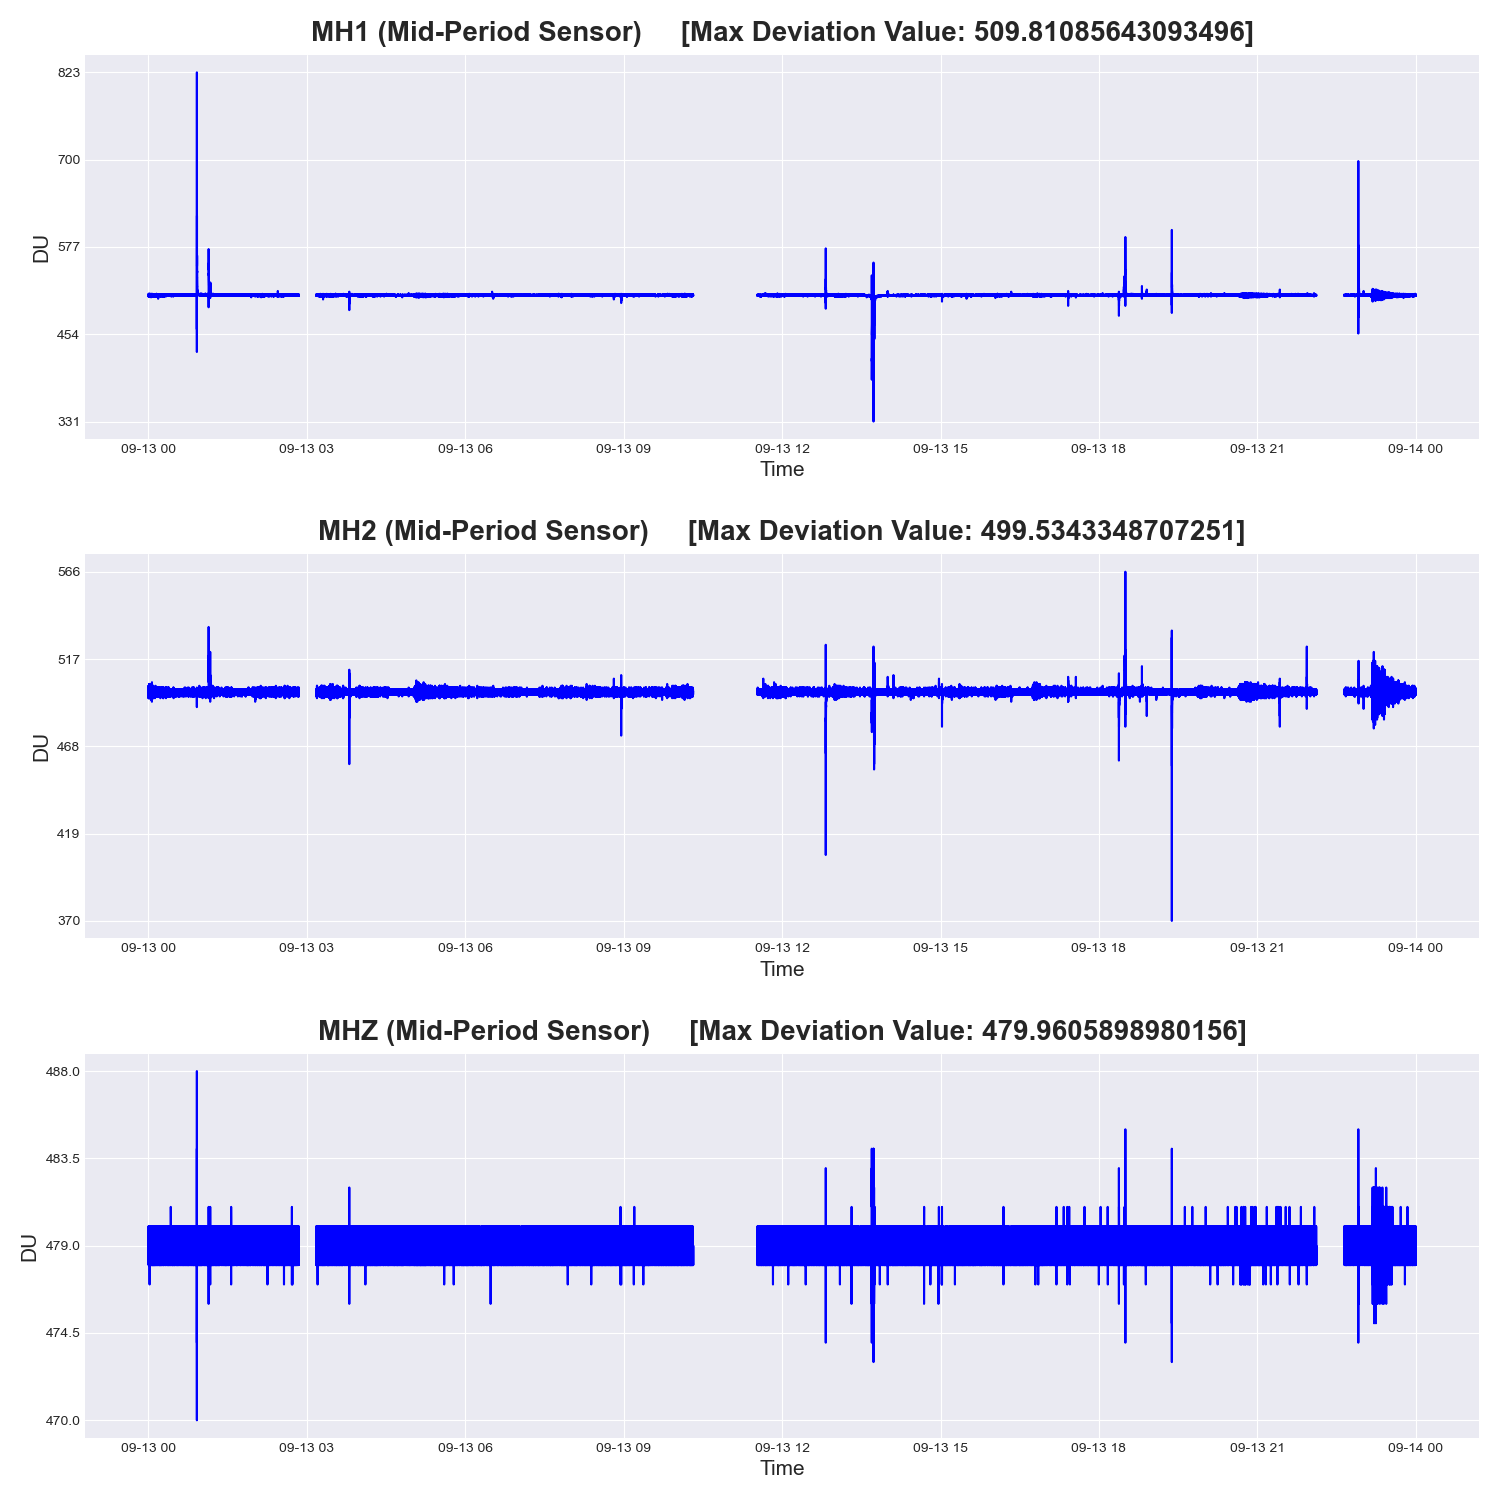 MH1 (Mid-Period Sensor) [Max Deviation Value: 509.81085643093496]
823
700
577
454
331
DU
09-13 00 09-13 03 09-13 06 09-13 09 09-13 12 09-13 15 09-13 18 09-13 21 09-14 00
Time
MH2 (Mid-Period Sensor) [Max Deviation Value: 499.5343348707251]
566
517
468
419
370
DU
09-13 00 09-13 03 09-13 06 09-13 09 09-13 12 09-13 15 09-13 18 09-13 21 09-14 00
Time
MHZ (Mid-Period Sensor) [Max Deviation Value: 479.9605898980156]
488.0
483.5
479.0
474.5
470.0
DU
09-13 00 09-13 03 09-13 06 09-13 09 09-13 12 09-13 15 09-13 18 09-13 21 09-14 00
Time